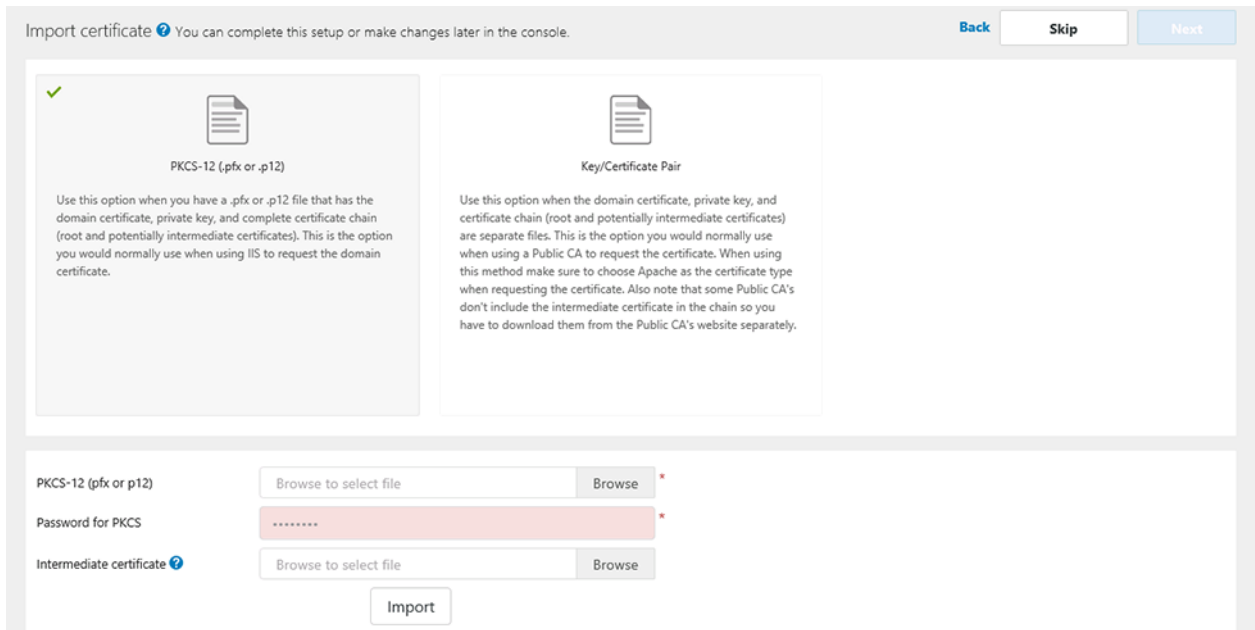 Import certificate ? You can complete this setup or make changes later in the console.
Back
Skip
Next
PKCS-12 (.pfx or .p12)
Use this option when you have a .pfx or .p12 file that has the
domain certificate, private key, and complete certificate chain
(root and potentially intermediate certificates). This is the option
you would normally use when using IIS to request the domain
certificate.
Key/Certificate Pair
Use this option when the domain certificate, private key, and
certificate chain (root and potentially intermediate certificates)
are separate files. This is the option you would normally use
when using a Public CA to request the certificate. When using
this method make sure to choose Apache as the certificate type
when requesting the certificate. Also note that some Public CA's
don't include the intermediate certificate in the chain so you
have to download them from the Public CA's website separately.
PKCS-12 (pfx or p12)
Browse to select file
Browse
*
Password for PKCS
••••••••
*
Intermediate certificate ?
Browse to select file
Browse
Import